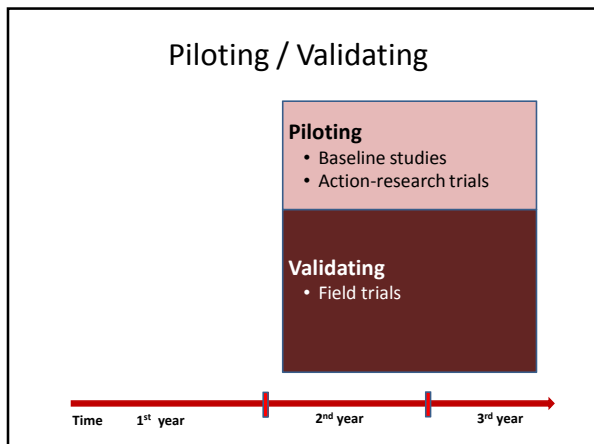 Piloting / Validating
Piloting
• Baseline studies
• Action-research trials
Validating
• Field trials
Time 1st year 2nd year 3rd year